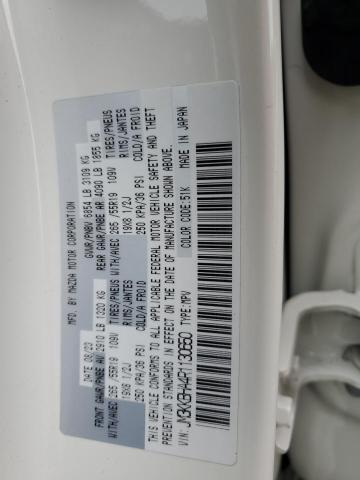 MFD. BY MAZDA MOTOR CORPORATION
DATE 08/23 GVWR/PNBV 6854 LB 3109 KG
FRONT GAWR/PNBE AV 2910 LB 1320 KG REAR GAWR/PNBE AR 4090 LB 1855 KG
WITH/AVEC 265 /55R19 109V TIRES/PNEUS WITH/AVEC 265 /55R19 109V TIRES/PNEUS
19X8 1/2J RIMS/JANTES 19X8 1/2J RIMS/JANTES
250 KPA/36 PSI COLD/A FROID 250 KPA/36 PSI COLD/A FROID
THIS VEHICLE CONFORMS TO ALL APPLICABLE FEDERAL MOTOR VEHICLE SAFETY AND THEFT
PREVENTION STANDARDS IN EFFECT ON THE DATE OF MANUFACTURE SHOWN ABOVE.
VIN: TYPE:MPV COLOR CODE:51K MADE IN JAPAN